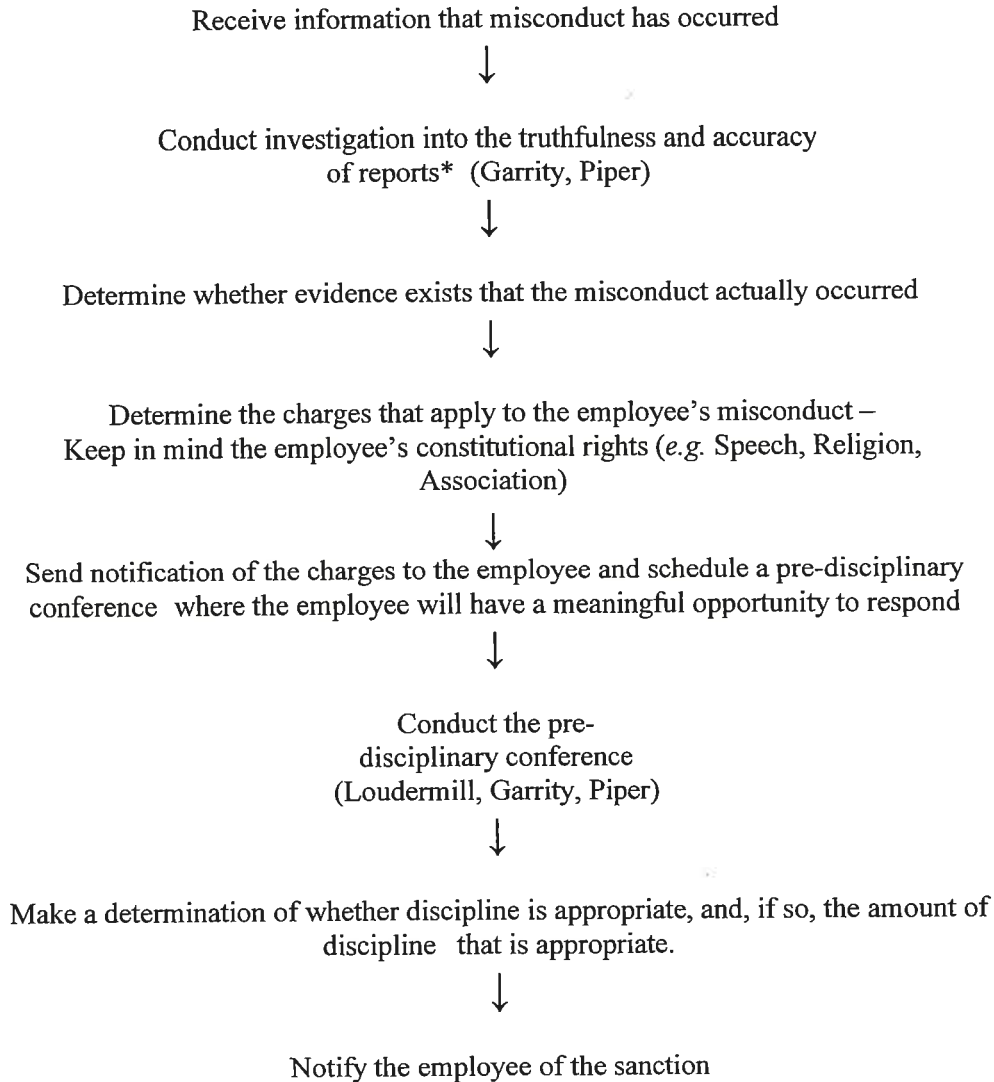 Receive information that misconduct has occurred
↓
Conduct investigation into the truthfulness and accuracy
of reports* (Garrity, Piper)
↓
Determine whether evidence exists that the misconduct actually occurred
↓
Determine the charges that apply to the employee's misconduct –
Keep in mind the employee's constitutional rights (e.g. Speech, Religion,
Association)
↓
Send notification of the charges to the employee and schedule a pre-disciplinary
conference where the employee will have a meaningful opportunity to respond
↓
Conduct the pre-
disciplinary conference
(Loudermill, Garrity, Piper)
↓
Make a determination of whether discipline is appropriate, and, if so, the amount of
discipline that is appropriate.
↓
Notify the employee of the sanction